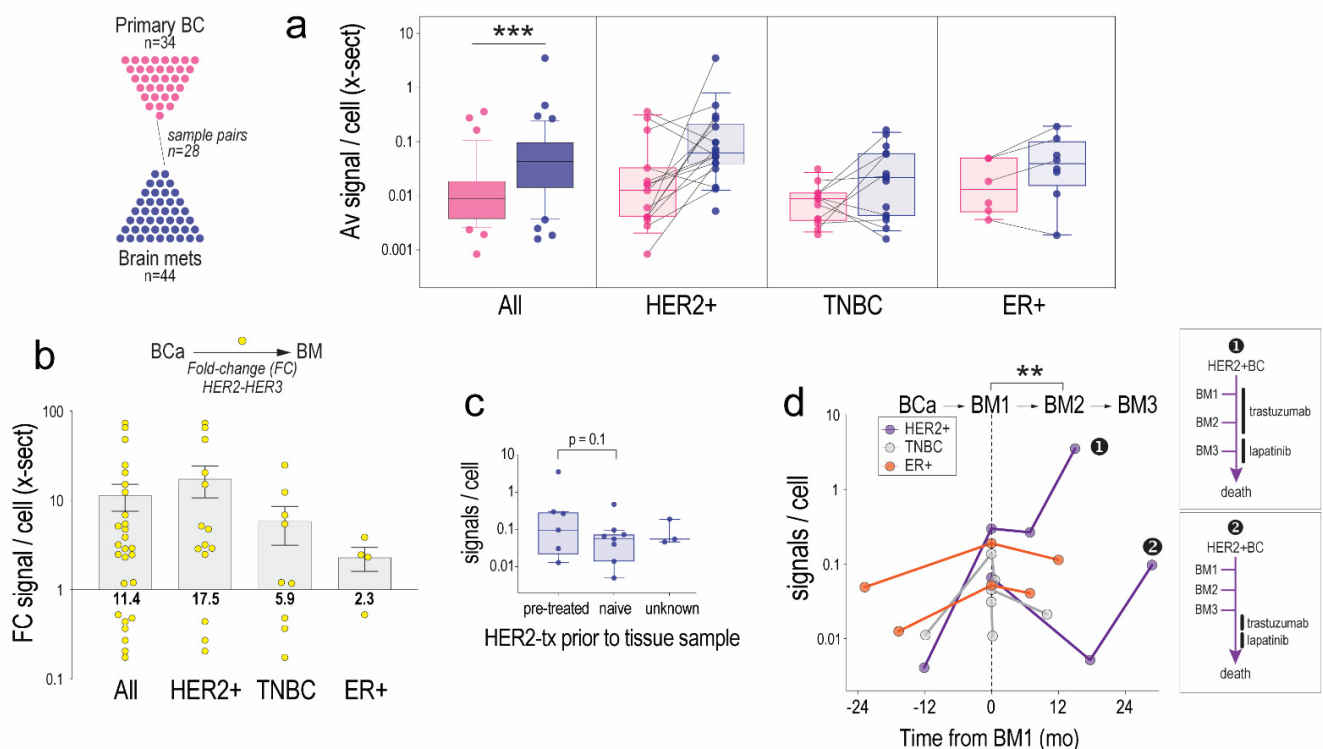 Primary BC
n=34
sample pairs
n=28
Brain mets
n=44
a
Av signal / cell (x-sect)
10
1
0.1
0.01
0.001
***
All
HER2+
TNBC
ER+
b
BCa
BM
Fold-change (FC)
HER2-HER3
FC signal / cell (x-sect)
100
10
1
0.1
11.4
17.5
5.9
2.3
All
HER2+
TNBC
ER+
c
p = 0.1
signals / cell
10
1
0.1
0.01
pre-treated
naive
unknown
HER2-tx prior to tissue sample
d
**
BCa
BM1
BM2
BM3
HER2+
TNBC
ER+
signals / cell
10
1
0.1
0.01
❶
❷
-24
-12
0
12
24
Time from BM1 (mo)
❶
HER2+BC
BM1
BM2
BM3
trastuzumab
lapatinib
death
❷
HER2+BC
BM1
BM2
BM3
trastuzumab
lapatinib
death